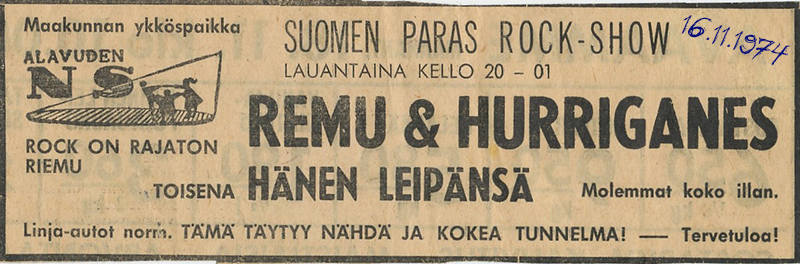 Maakunnan ykköspaikka
ALAVUDEN
NS
ROCK ON RAJATON
RIEMU
SUOMEN PARAS ROCK-SHOW
16.11.1974
LAUANTAINA KELLO 20 – 01
REMU & HURRIGANES
TOISENA HÄNEN LEIPÄNSÄ Molemmat koko illan.
Linja-autot norm. TÄMÄ TÄYTYY NÄHDÄ JA KOKEA TUNNELMA! — Tervetuloa!